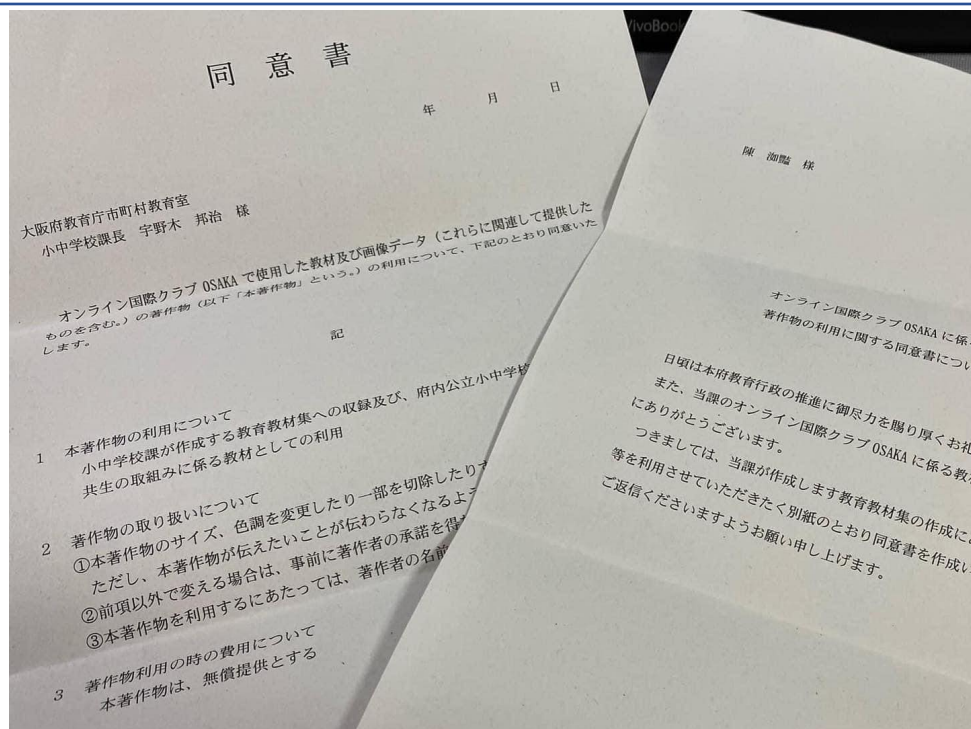 同意書
年 月 日
大阪府教育庁市町村教育室
小中学校課長 宇野木 邦治 様
オンライン国際クラブ OSAKA で使用した教材及び画像データ(これらに関連して提供した
ものを含む。)の著作物(以下「本著作物」という。)の利用について、下記のとおり同意いた
します。
記
1 本著作物の利用について
小中学校課が作成する教育教材集への収録及び、府内公立小中学校
共生の取組みに係る教材としての利用
2 著作物の取り扱いについて
①本著作物のサイズ、色調を変更したり一部を切除したりす
ただし、本著作物が伝えたいことが伝わらなくなるよ
②前項以外で変える場合は、事前に著作者の承諾を得
③本著作物を利用するにあたっては、著作者の名前
3 著作物利用の時の費用について
本著作物は、無償提供とする
VivoBook
陳 洳豔 様
オンライン国際クラブ OSAKA に係
著作物の利用に関する同意書につい
日頃は本府教育行政の推進に御尽力を賜り厚くお礼
また、当課のオンライン国際クラブ OSAKA に係る教材
にありがとうございます。
つきましては、当課が作成します教育教材集の作成に
等を利用させていただきたく別紙のとおり同意書を作成い
ご返信くださいますようお願い申し上げます。